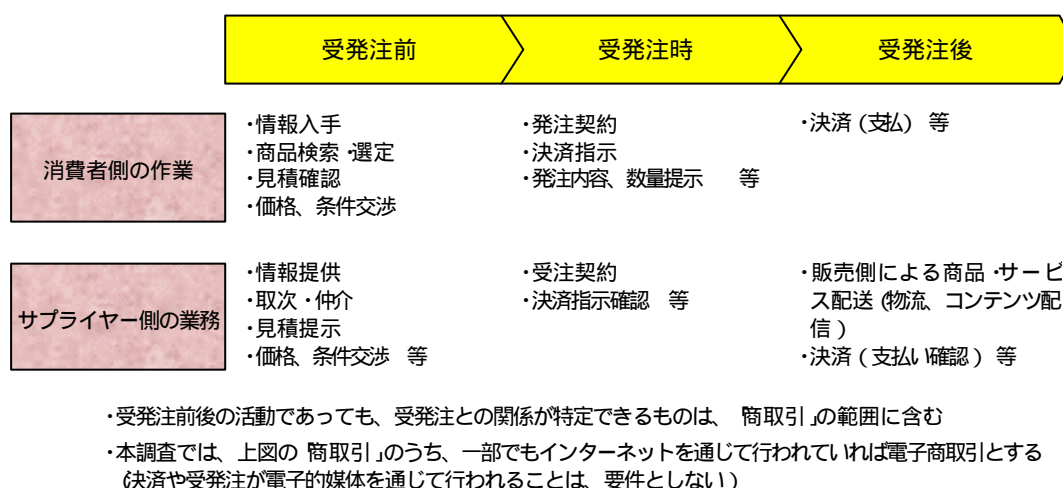 受発注前 受発注時 受発注後
消費者側の作業
・情報入手
・商品検索・選定
・見積確認
・価格、条件交渉
・発注契約
・決済指示
・発注内容、数量提示 等
・決済(支払) 等
サプライヤー側の業務
・情報提供
・取次・仲介
・見積提示
・価格、条件交渉 等
・受注契約
・決済指示確認 等
・販売側による商品・サービ
ス配送(物流、コンテンツ配
信)
・決済(支払い確認)等
・受発注前後の活動であっても、受発注との関係が特定できるものは、「商取引」の範囲に含む
・本調査では、上図の「商取引」のうち、一部でもインターネットを通じて行われていれば電子商取引とする
(決済や受発注が電子的媒体を通じて行われることは、要件としない)